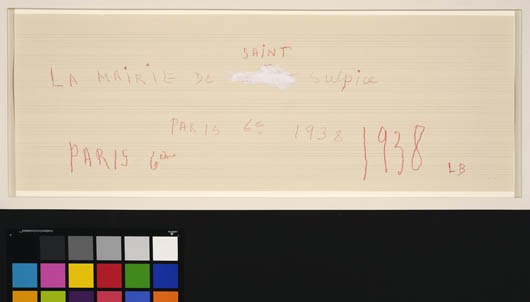 SAiNT
LA MAiRiE DE Sulpice
PARIS 6e 1938
PARIS 6ème 1938
LB